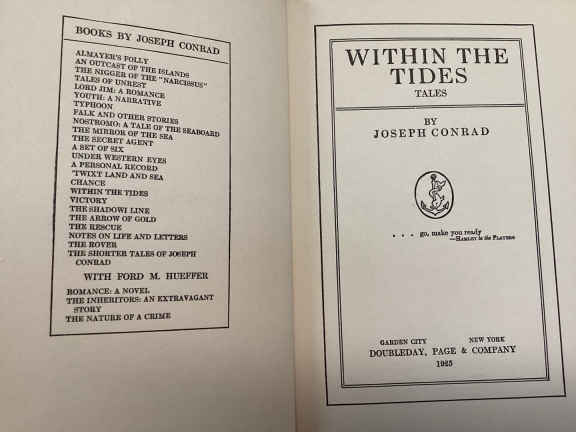 BOOKS BY JOSEPH CONRAD
ALMAYER'S FOLLY
AN OUTCAST OF THE ISLANDS
THE NIGGER OF THE "NARCISSUS"
TALES OF UNREST
LORD JIM: A ROMANCE
YOUTH: A NARRATIVE
TYPHOON
FALK AND OTHER STORIES
NOSTROMO: A TALE OF THE SEABOARD
THE MIRROR OF THE SEA
THE SECRET AGENT
A SET OF SIX
UNDER WESTERN EYES
A PERSONAL RECORD
'TWIXT LAND AND SEA
CHANCE
WITHIN THE TIDES
VICTORY
THE SHADOW LINE
THE ARROW OF GOLD
THE RESCUE
NOTES ON LIFE AND LETTERS
THE ROVER
THE SHORTER TALES OF JOSEPH
CONRAD
WITH FORD M. HUEFFER
ROMANCE: A NOVEL
THE INHERITORS: AN EXTRAVAGANT
STORY
THE NATURE OF A CRIME
WITHIN THE
TIDES
TALES
BY
JOSEPH CONRAD
. . . go, make you ready
—HAMLET to the PLAYERS
GARDEN CITY NEW YORK
DOUBLEDAY, PAGE & COMPANY
1925